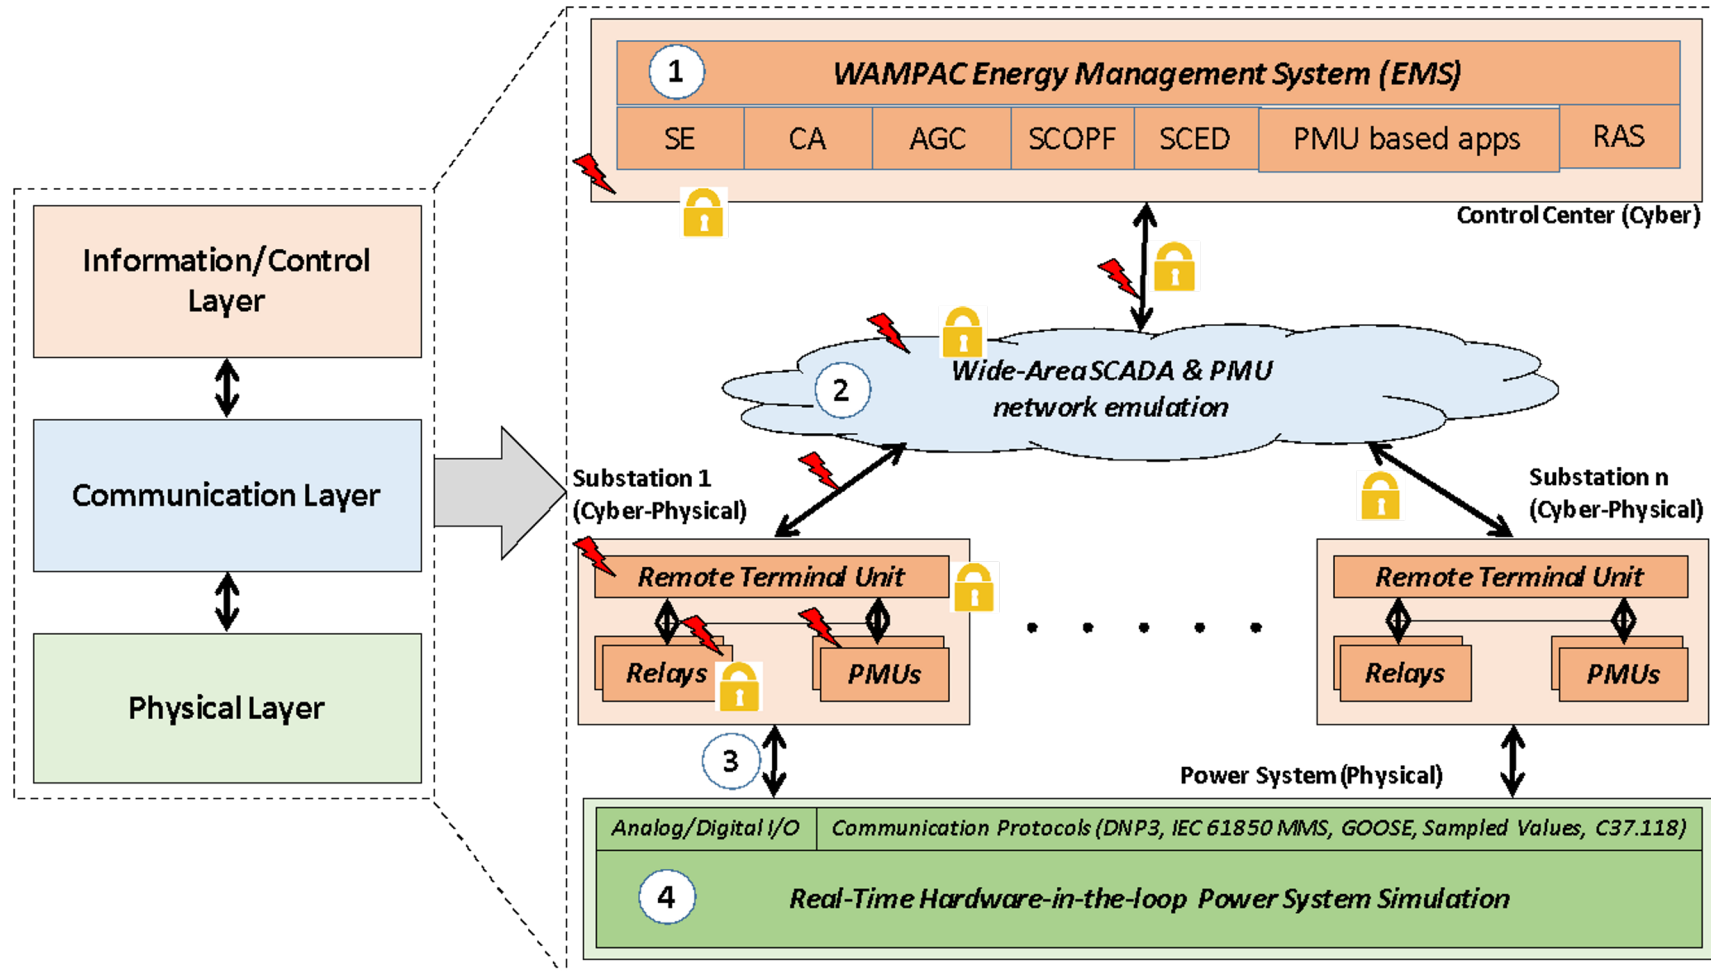 Information/Control
Layer
Communication Layer
Physical Layer
1
WAMPAC Energy Management System (EMS)
SE
CA
AGC
SCOPF
SCED
PMU based apps
RAS
Control Center (Cyber)
2
Wide-Area SCADA & PMU
network emulation
Substation 1
(Cyber-Physical)
Substation n
(Cyber-Physical)
Remote Terminal Unit
Relays
PMUs
Remote Terminal Unit
Relays
PMUs
3
Power System (Physical)
Analog/Digital I/O
Communication Protocols (DNP3, IEC 61850 MMS, GOOSE, Sampled Values, C37.118)
4
Real-Time Hardware-in-the-loop Power System Simulation